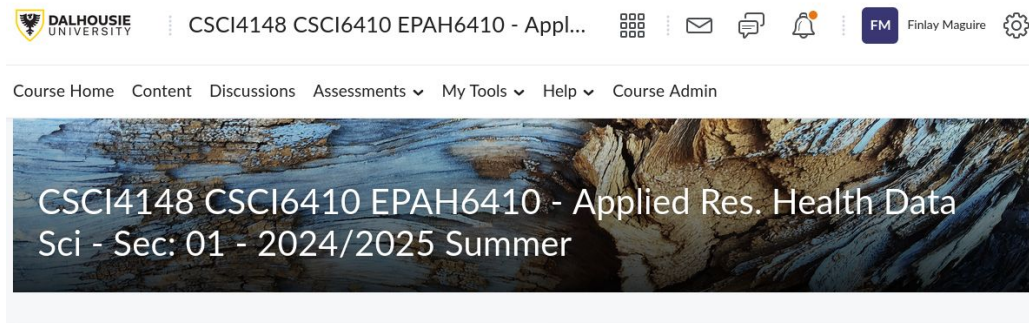 DALHOUSIE
UNIVERSITY
CSCI4148 CSCI6410 EPAH6410 - Appl...
FM
Finlay Maguire
Course Home Content Discussions Assessments My Tools Help Course Admin
CSCI4148 CSCI6410 EPAH6410 - Applied Res. Health Data
Sci - Sec: 01 - 2024/2025 Summer